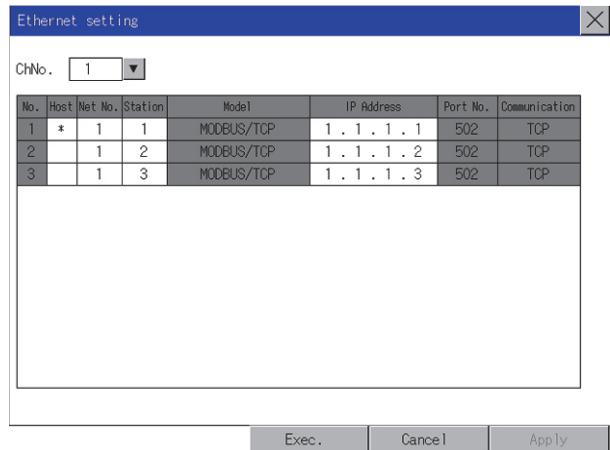 Ethernet setting
ChNo. 1
No. Host Net No. Station Model IP Address Port No. Communication
1 * 1 1 MODBUS/TCP 1 . 1 . 1 . 1 502 TCP
2 1 2 MODBUS/TCP 1 . 1 . 1 . 2 502 TCP
3 1 3 MODBUS/TCP 1 . 1 . 1 . 3 502 TCP
Exec. Cancel Apply